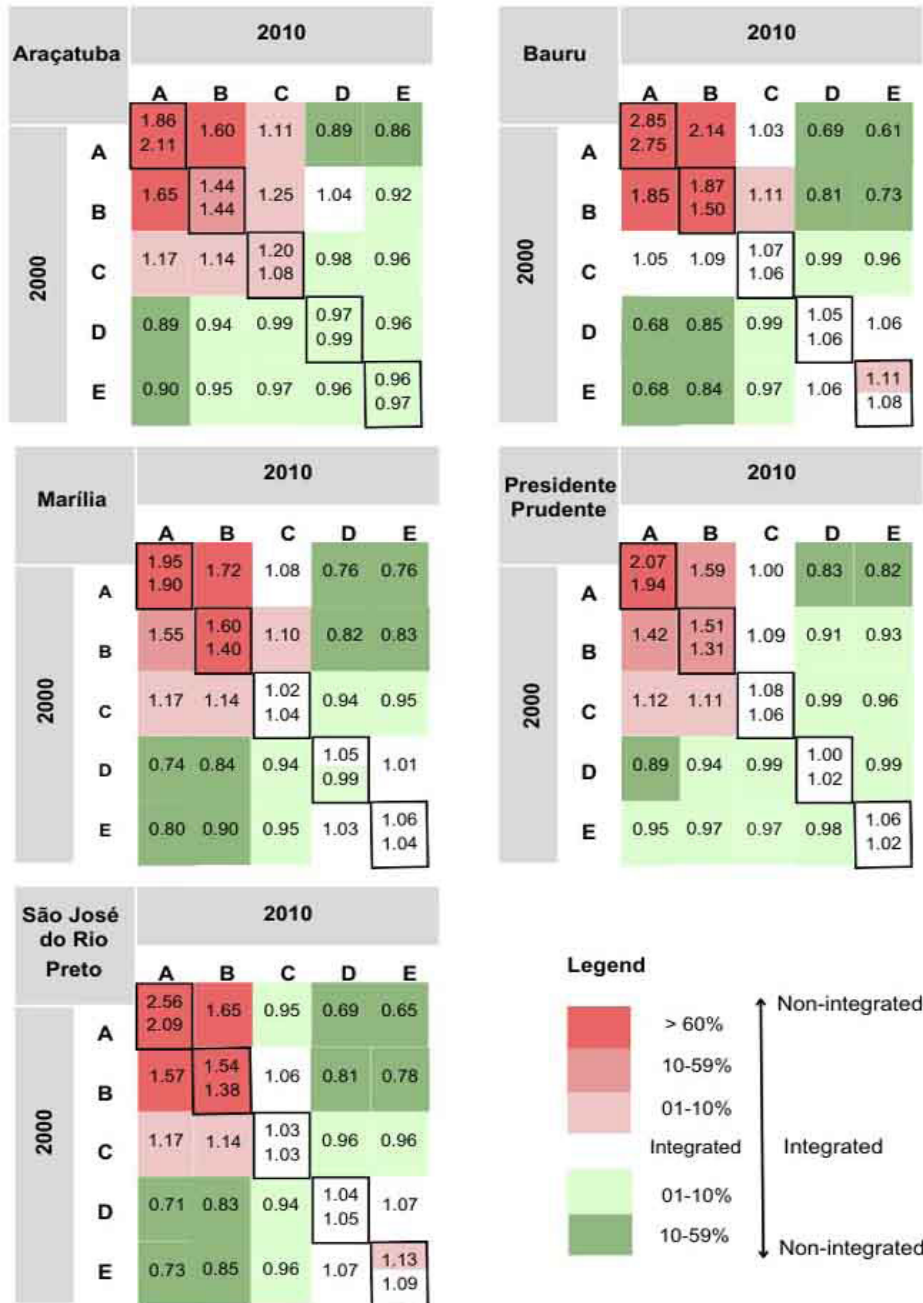 Araçatuba
2010
A B C D E
2000
A
1.86 1.60 1.11 0.89 0.86
2.11
B
1.65 1.44 1.25 1.04 0.92
1.44
C
1.17 1.14 1.20 0.98 0.96
1.08
D
0.89 0.94 0.99 0.97 0.96
0.99
E
0.90 0.95 0.97 0.96 0.96
0.97
Bauru
2010
A B C D E
2000
A
2.85 2.14 1.03 0.69 0.61
2.75
B
1.85 1.87 1.11 0.81 0.73
1.50
C
1.05 1.09 1.07 0.99 0.96
1.06
D
0.68 0.85 0.99 1.05 1.06
1.06
E
0.68 0.84 0.97 1.06 1.11
1.08
Marília
2010
A B C D E
2000
A
1.95 1.72 1.08 0.76 0.76
1.90
B
1.55 1.60 1.10 0.82 0.83
1.40
C
1.17 1.14 1.02 0.94 0.95
1.04
D
0.74 0.84 0.94 1.05 1.01
0.99
E
0.80 0.90 0.95 1.03 1.06
1.04
Presidente
Prudente
2010
A B C D E
2000
A
2.07 1.59 1.00 0.83 0.82
1.94
B
1.42 1.51 1.09 0.91 0.93
1.31
C
1.12 1.11 1.08 0.99 0.96
1.06
D
0.89 0.94 0.99 1.00 0.99
1.02
E
0.95 0.97 0.97 0.98 1.06
1.02
São José
do Rio
Preto
2010
A B C D E
2000
A
2.56 1.65 0.95 0.69 0.65
2.09
B
1.57 1.54 1.06 0.81 0.78
1.38
C
1.17 1.14 1.03 0.96 0.96
1.03
D
0.71 0.83 0.94 1.04 1.07
1.05
E
0.73 0.85 0.96 1.07 1.13
1.09
Legend
> 60%
10-59%
01-10%
Integrated
01-10%
10-59%
Non-integrated
Integrated
Non-integrated